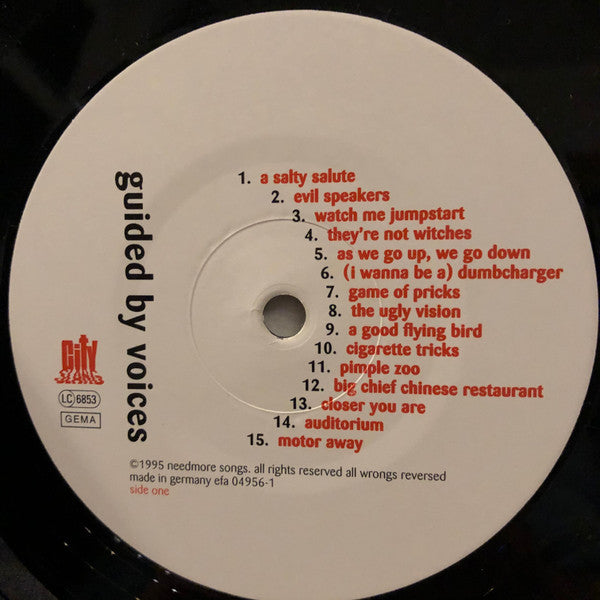 guided by voices
1. a salty salute
2. evil speakers
3. watch me jumpstart
4. they're not witches
5. as we go up, we go down
6. (i wanna be a) dumbcharger
7. game of pricks
8. the ugly vision
9. a good flying bird
10. cigarette tricks
11. pimple zoo
12. big chief chinese restaurant
13. closer you are
14. auditorium
15. motor away
City
SLANG
LC 6853
GEMA
©1995 needmore songs. all rights reserved all wrongs reversed
made in germany efa 04956-1
side one